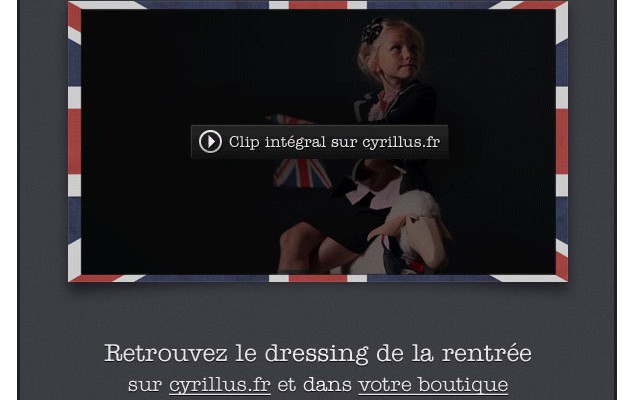 Clip intégral sur cyrillus.fr
Retrouvez le dressing de la rentrée
sur cyrillus.fr et dans votre boutique